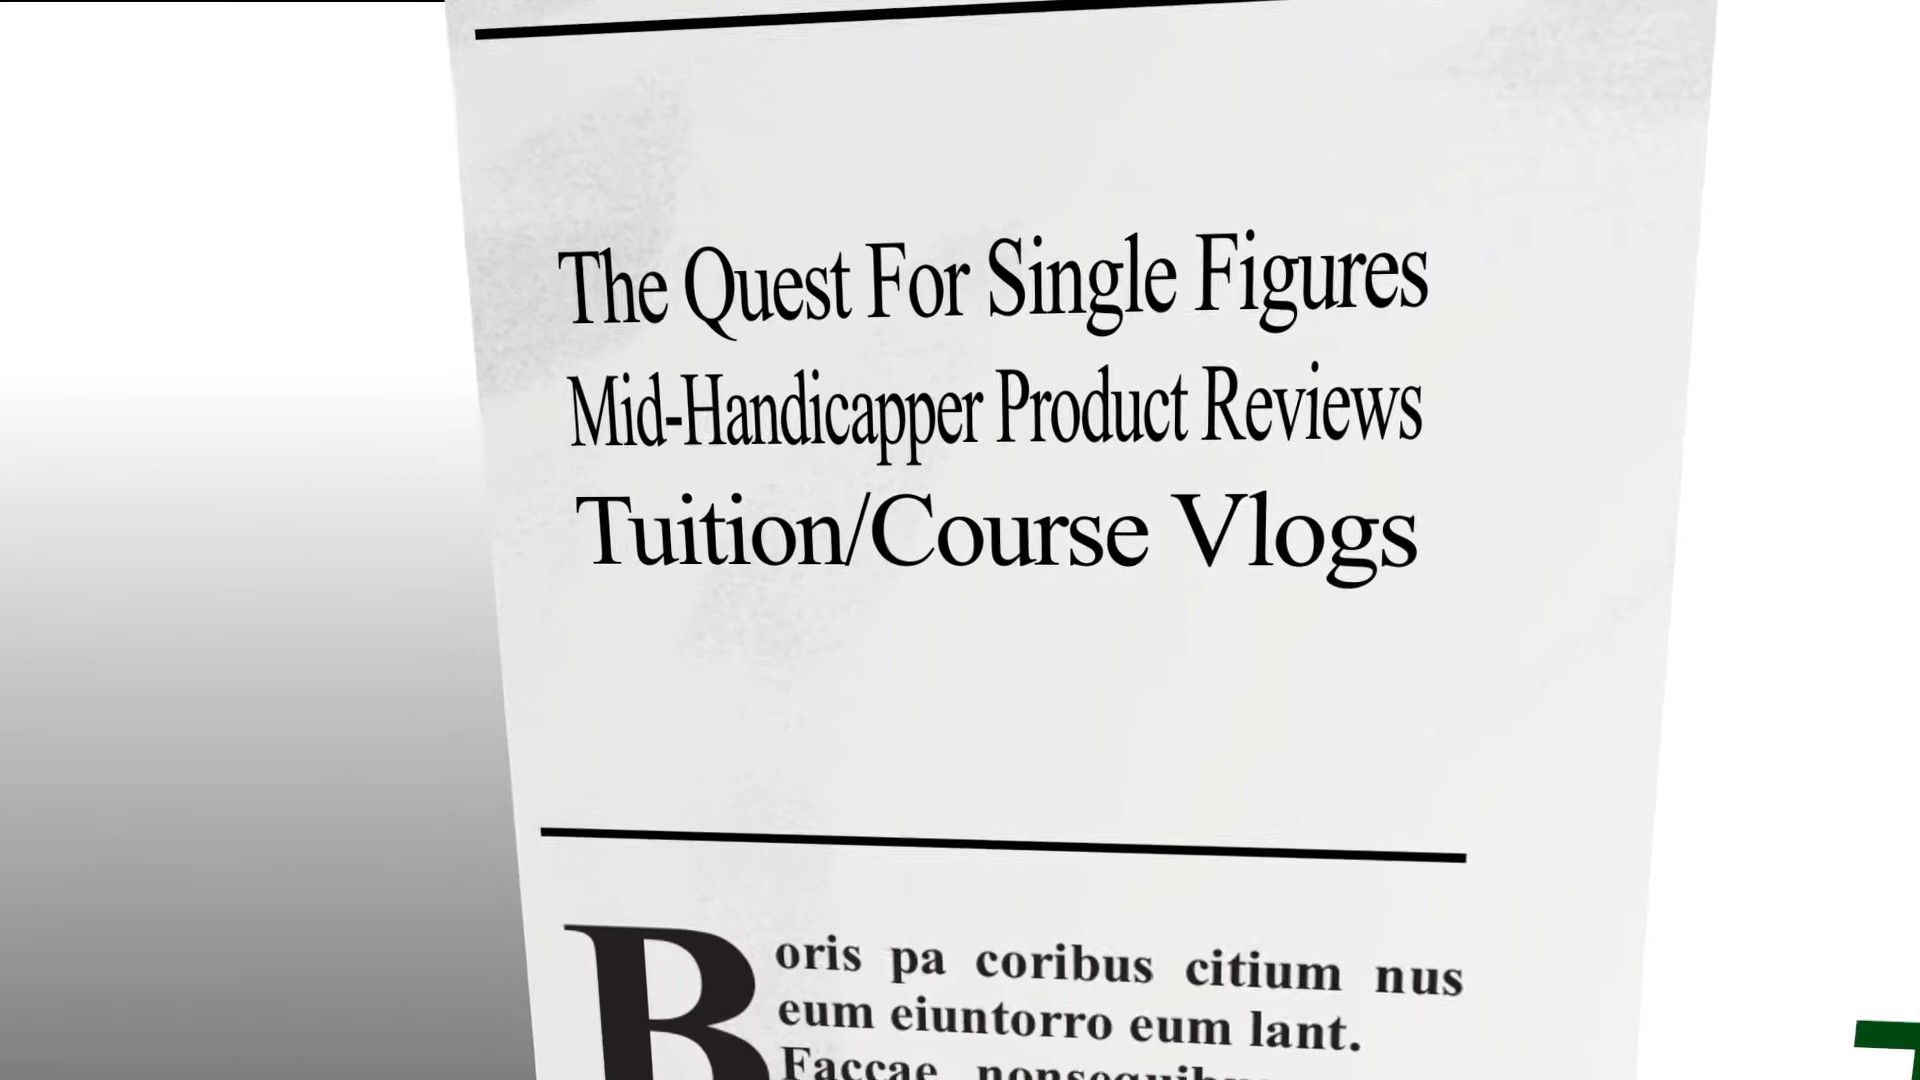 The Quest For Single Figures
Mid-Handicapper Product Reviews
Tuition/Course Vlogs
Boris pa coribus citium nus
eum eiuntorro eum lant.
Faccae